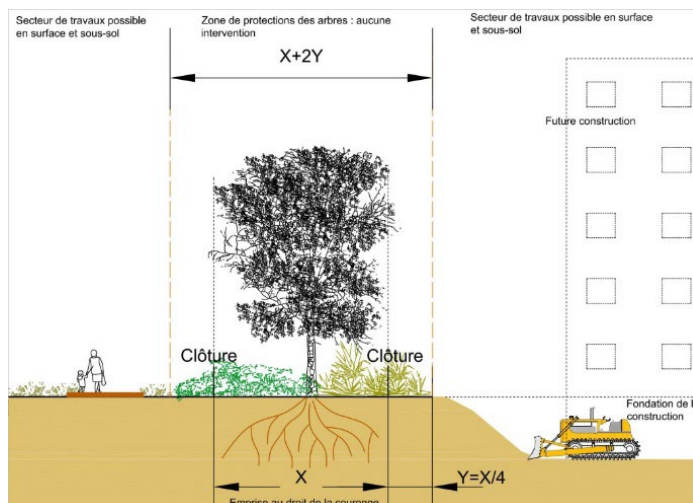 Secteur de travaux possible
en surface et sous-sol
Zone de protections des arbres : aucune
intervention
Secteur de travaux possible en surface
et sous-sol
X+2Y
Future construction
Clôture
Clôture
Fondation de l
construction
X
Y=X/4
Emprise au droit de la couronne